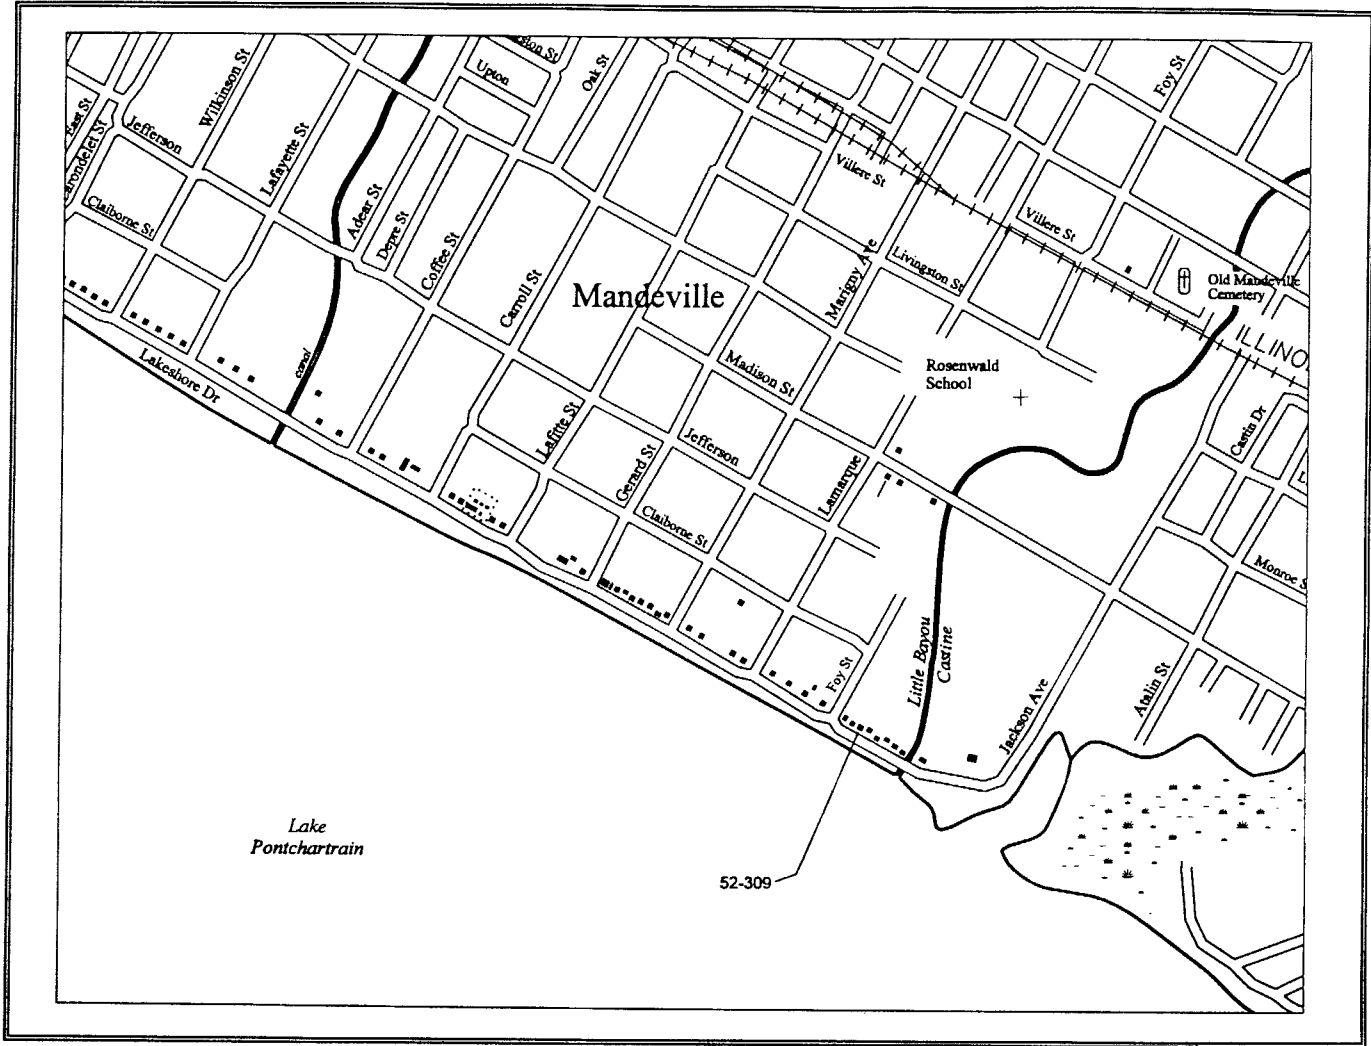 Wilkinson St
Upton
Oak St
Foy St
East St
Jefferson
Lafayette St
Villere St
Claiborne St
Adear St
Depre St
Coffee St
Villere St
Livingston St
Marigny Ave
Carroll St
Mandeville
Old Mandeville
Cemetery
ILLINO
canal
Lakeshore Dr
Madison St
Rosenwald
School
Lafitte St
Jefferson
Castin Dr
Gerard St
Lamarque
Claiborne St
Monroe S
Foy St
Little Bayou
Castine
Atalin St
Jackson Ave
Lake
Pontchartrain
52-309